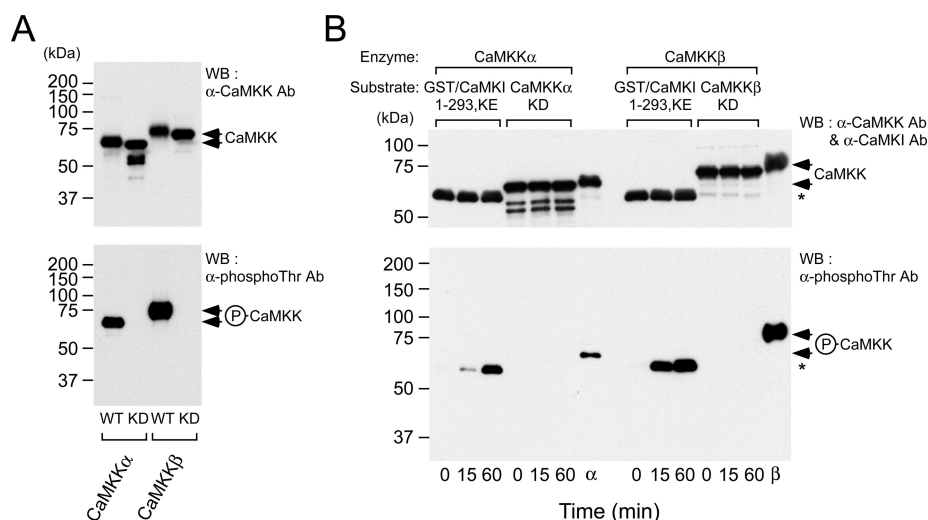 A
(kDa)
200
150
100
75
50
37
WB :
α-CaMKK Ab
CaMKK
200
150
100
75
50
37
WB :
α-phosphoThr Ab
P-CaMKK
WT KD WT KD
CaMKKα
CaMKKβ
B
Enzyme: CaMKKα CaMKKβ
Substrate: GST/CaMKI CaMKKα GST/CaMKI CaMKKβ
1-293,KE KD 1-293,KE KD
(kDa)
100
75
50
WB : α-CaMKK Ab
& α-CaMKI Ab
CaMKK
*
200
150
100
75
50
37
WB:
α-phosphoThr Ab
P-CaMKK
*
0 15 60 0 15 60 α 0 15 60 0 15 60 β
Time (min)